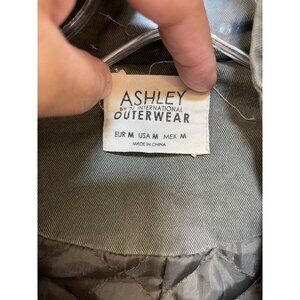 ASHLEY
BY 26 INTERNATIONAL
OUTERWEAR
EUR M USA M MEX M
MADE IN CHINA